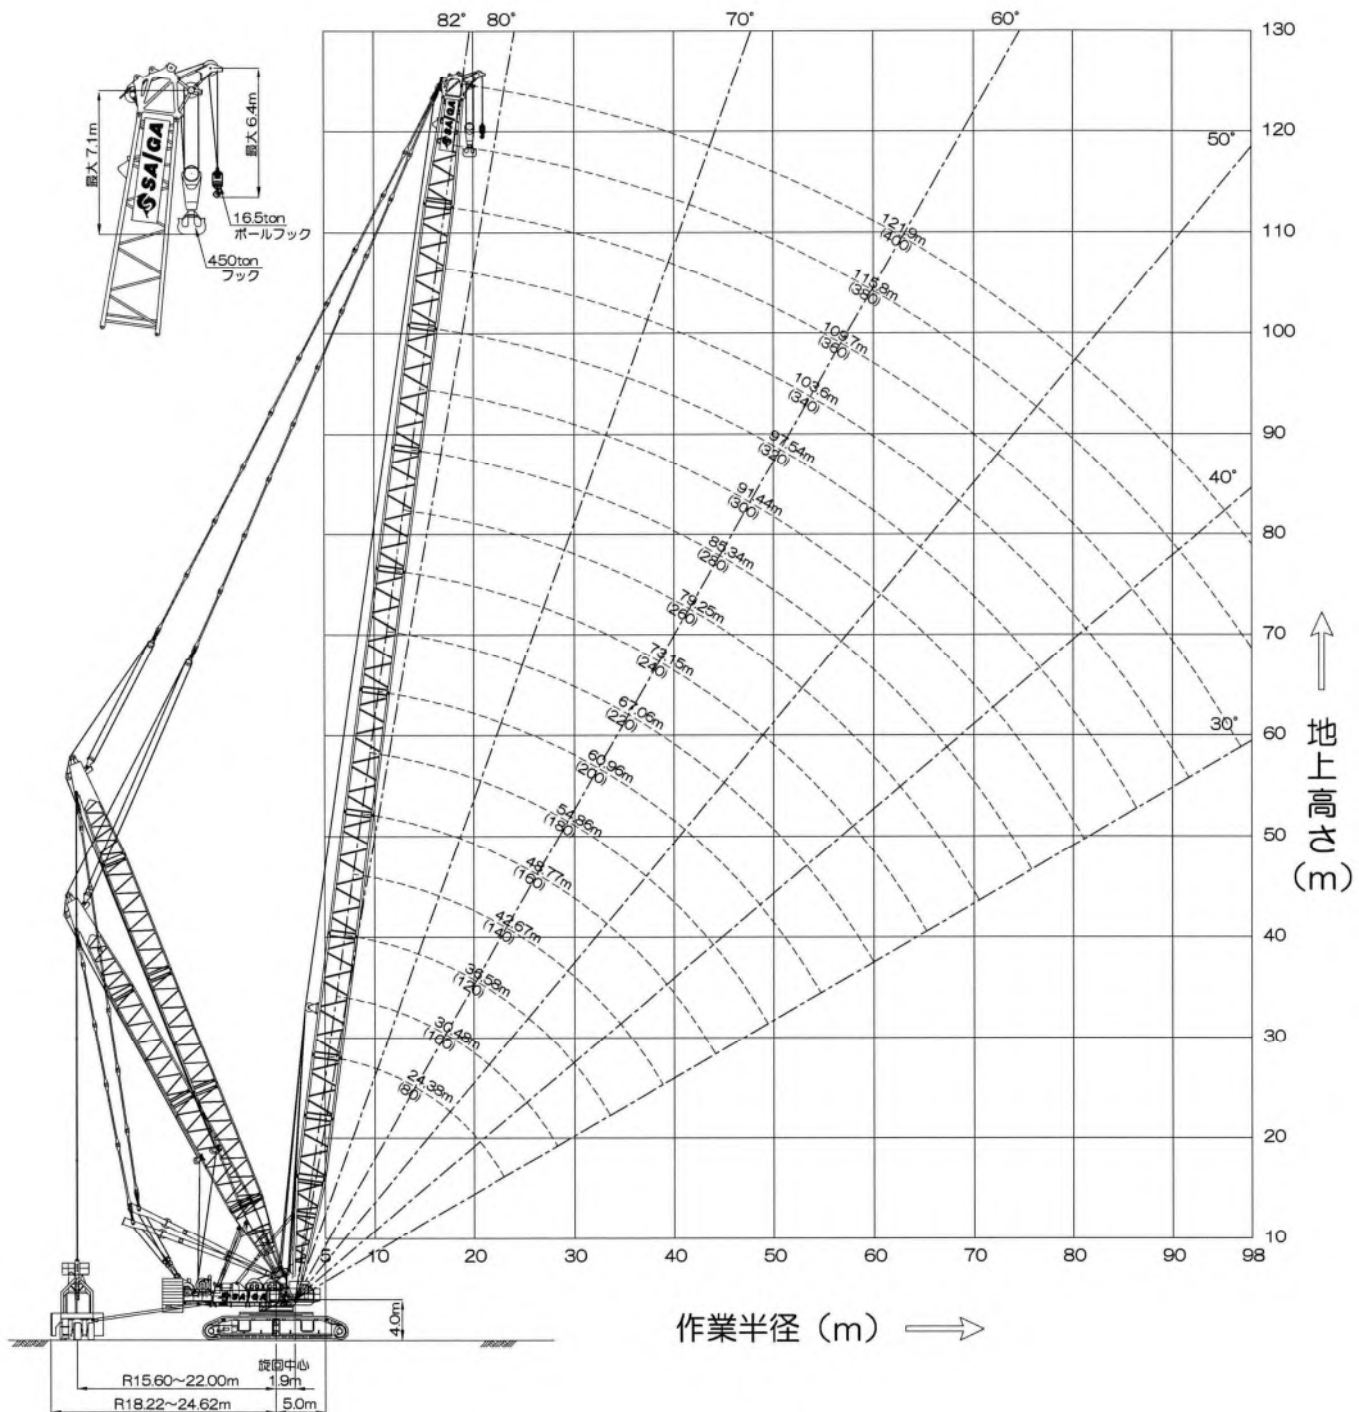 82° 80° 70° 60°
130
最大 7.1m
最大 6.4m
SAIGA
16.5ton
ボールフック
450ton
フック
SAIGA
120
50°
121.9m
(400)
110
115.8m
(380)
109.7m
(360)
100
103.6m
(340)
97.54m
(320)
90
40°
91.44m
(300)
85.34m
(280)
80
79.25m
(260)
73.15m
(240)
70
67.06m
(220)
30°
60
60.96m
(200)
54.86m
(180)
50
48.77m
(160)
42.67m
(140)
40
36.58m
(120)
30.48m
(100)
30
24.38m
(80)
20
10
地上高さ
(m)
5 10 20 30 40 50 60 70 80 90 98
SAIGA
4.0m
作業半径（m）
旋回中心
R15.60～22.00m 1.9m
R18.22～24.62m 5.0m